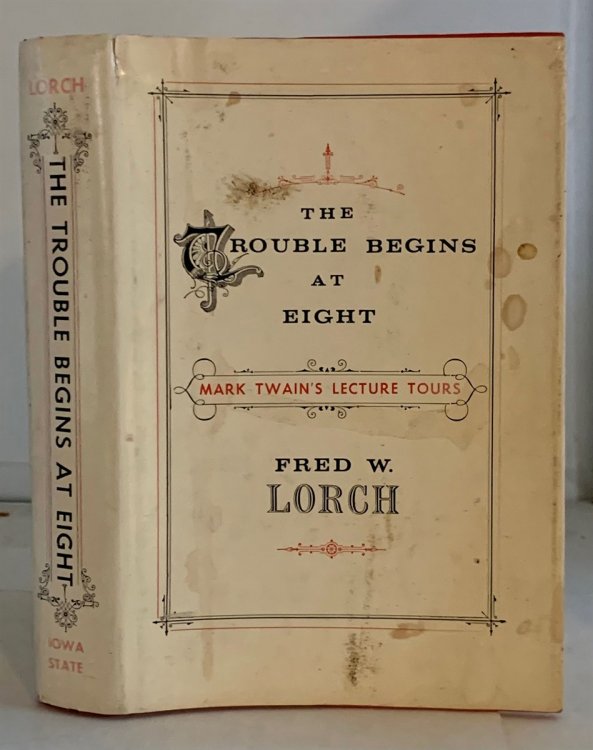 LORCH
THE TROUBLE BEGINS AT EIGHT
IOWA
STATE
THE
TROUBLE BEGINS
AT
EIGHT
MARK TWAIN'S LECTURE TOURS
FRED W.
LORCH